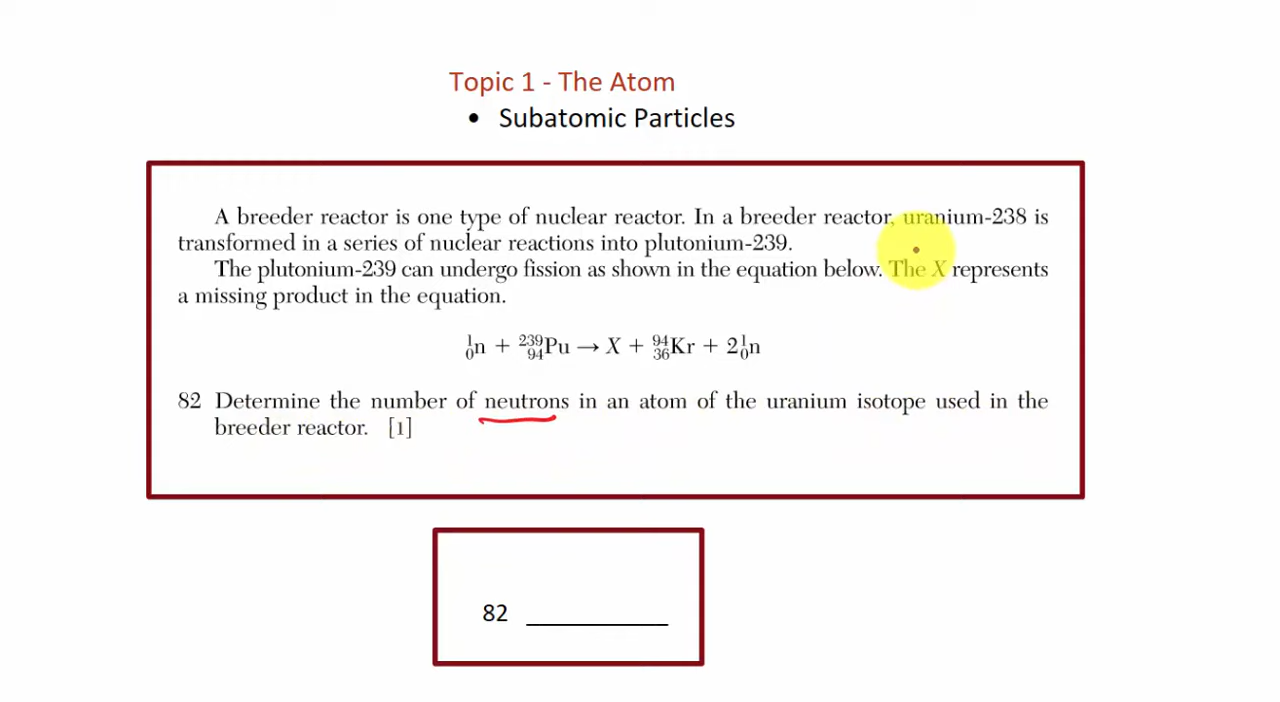 Topic 1 - The Atom
• Subatomic Particles
A breeder reactor is one type of nuclear reactor. In a breeder reactor, uranium-238 is
transformed in a series of nuclear reactions into plutonium-239.
The plutonium-239 can undergo fission as shown in the equation below. The X represents
a missing product in the equation.
¹₀n + ²³⁹₉₄Pu → X + ⁹⁴₃₆Kr + 2¹₀n
82 Determine the number of neutrons in an atom of the uranium isotope used in the
breeder reactor. [1]
82 ____________